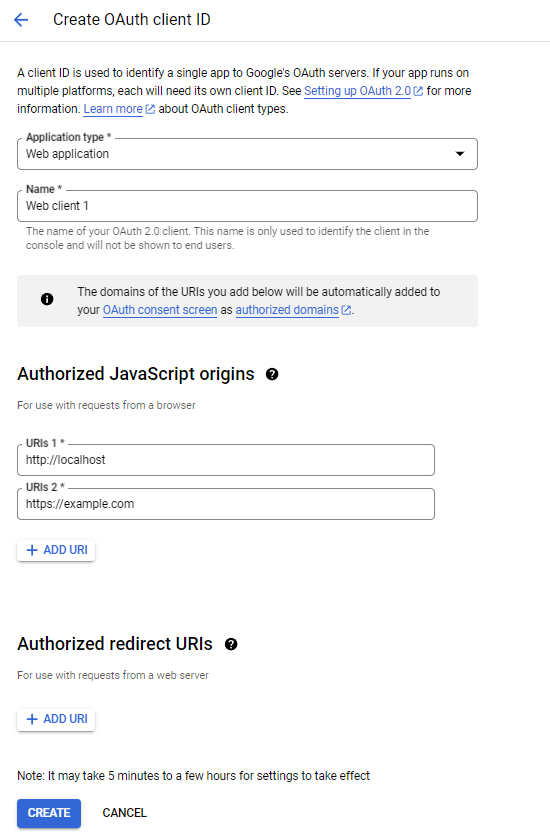 Create OAuth client ID
A client ID is used to identify a single app to Google's OAuth servers. If your app runs on
multiple platforms, each will need its own client ID. See Setting up OAuth 2.0 for more
information. Learn more about OAuth client types.
Application type *
Web application
Name *
Web client 1
The name of your OAuth 2.0 client. This name is only used to identify the client in the
console and will not be shown to end users.
The domains of the URIs you add below will be automatically added to
your OAuth consent screen as authorized domains.
Authorized JavaScript origins
For use with requests from a browser
URIs 1 *
http://localhost
URIs 2 *
https://example.com
+ ADD URI
Authorized redirect URIs
For use with requests from a web server
+ ADD URI
Note: It may take 5 minutes to a few hours for settings to take effect
CREATE CANCEL